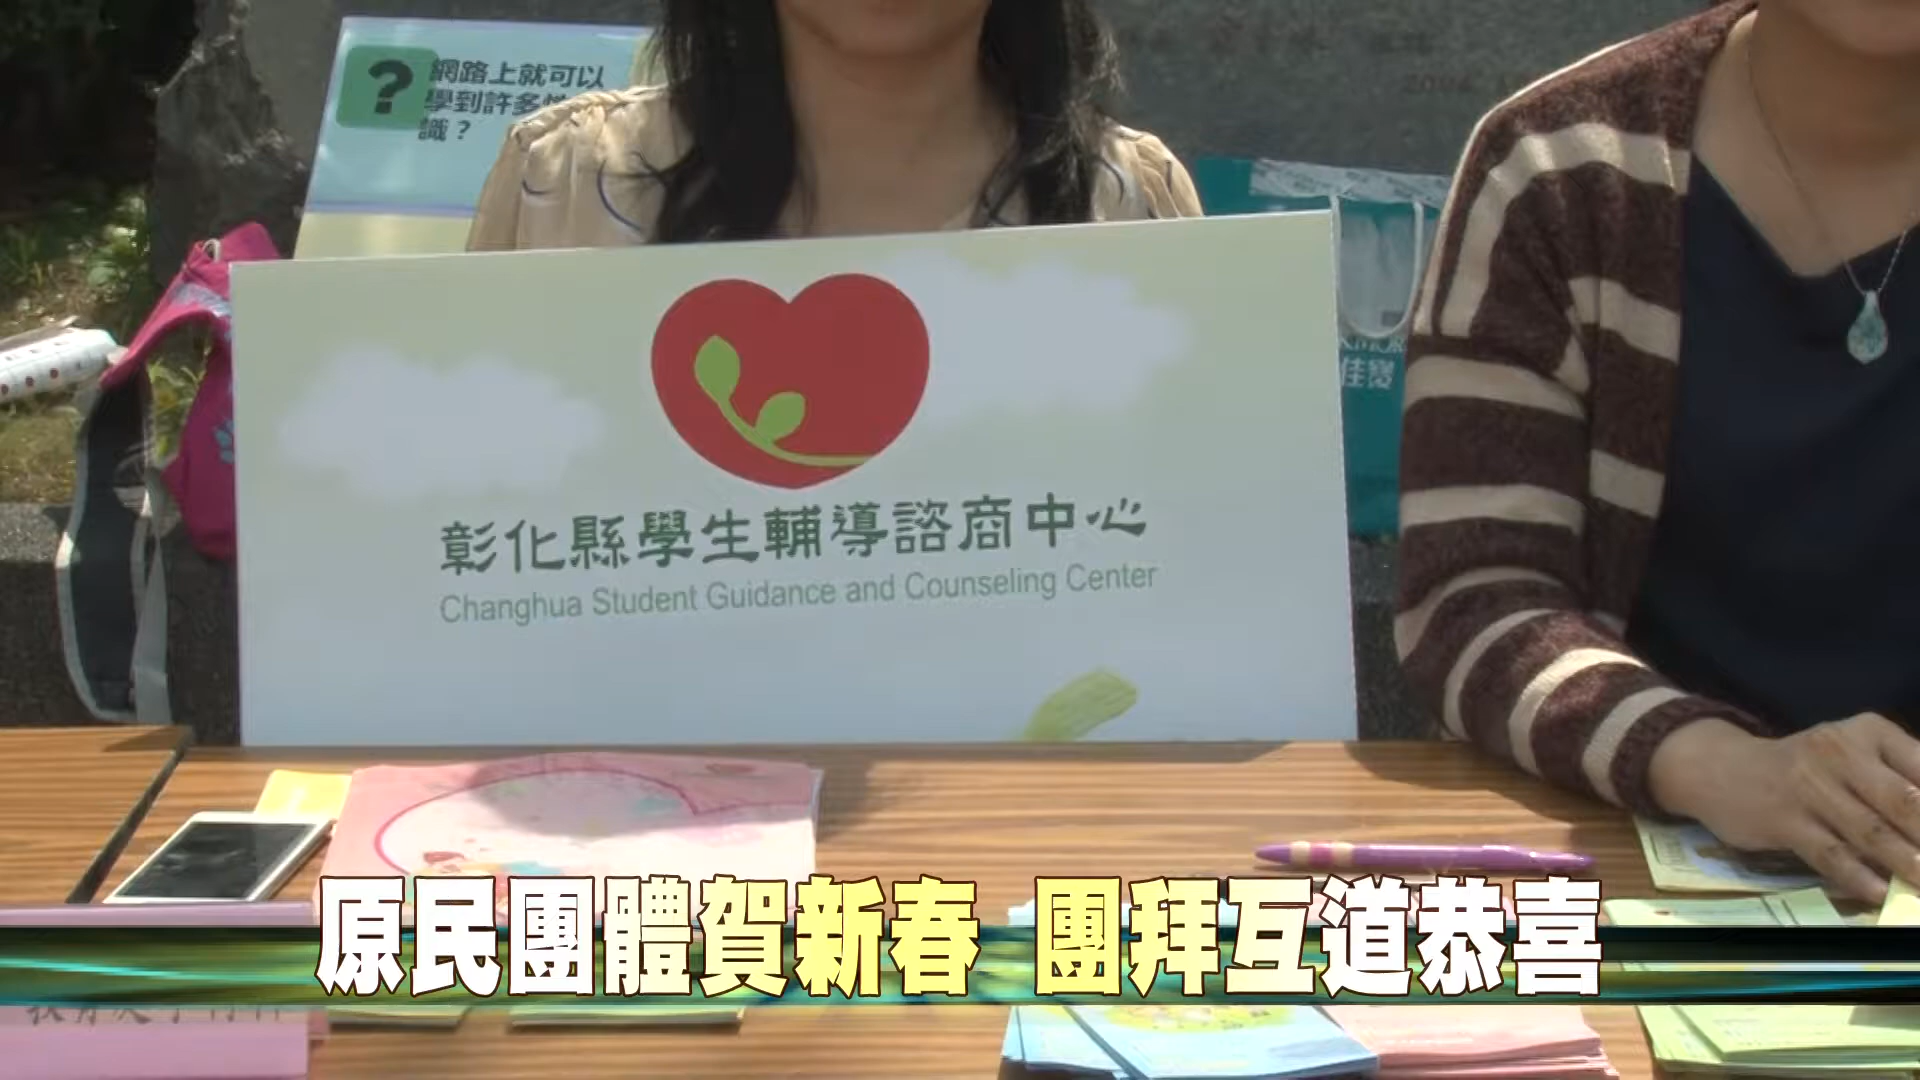 網路上就可以
學到許多
識？
佳孌
彰化縣學生輔導諮商中心
Changhua Student Guidance and Counseling Center
原民團體賀新春 團拜互道恭喜